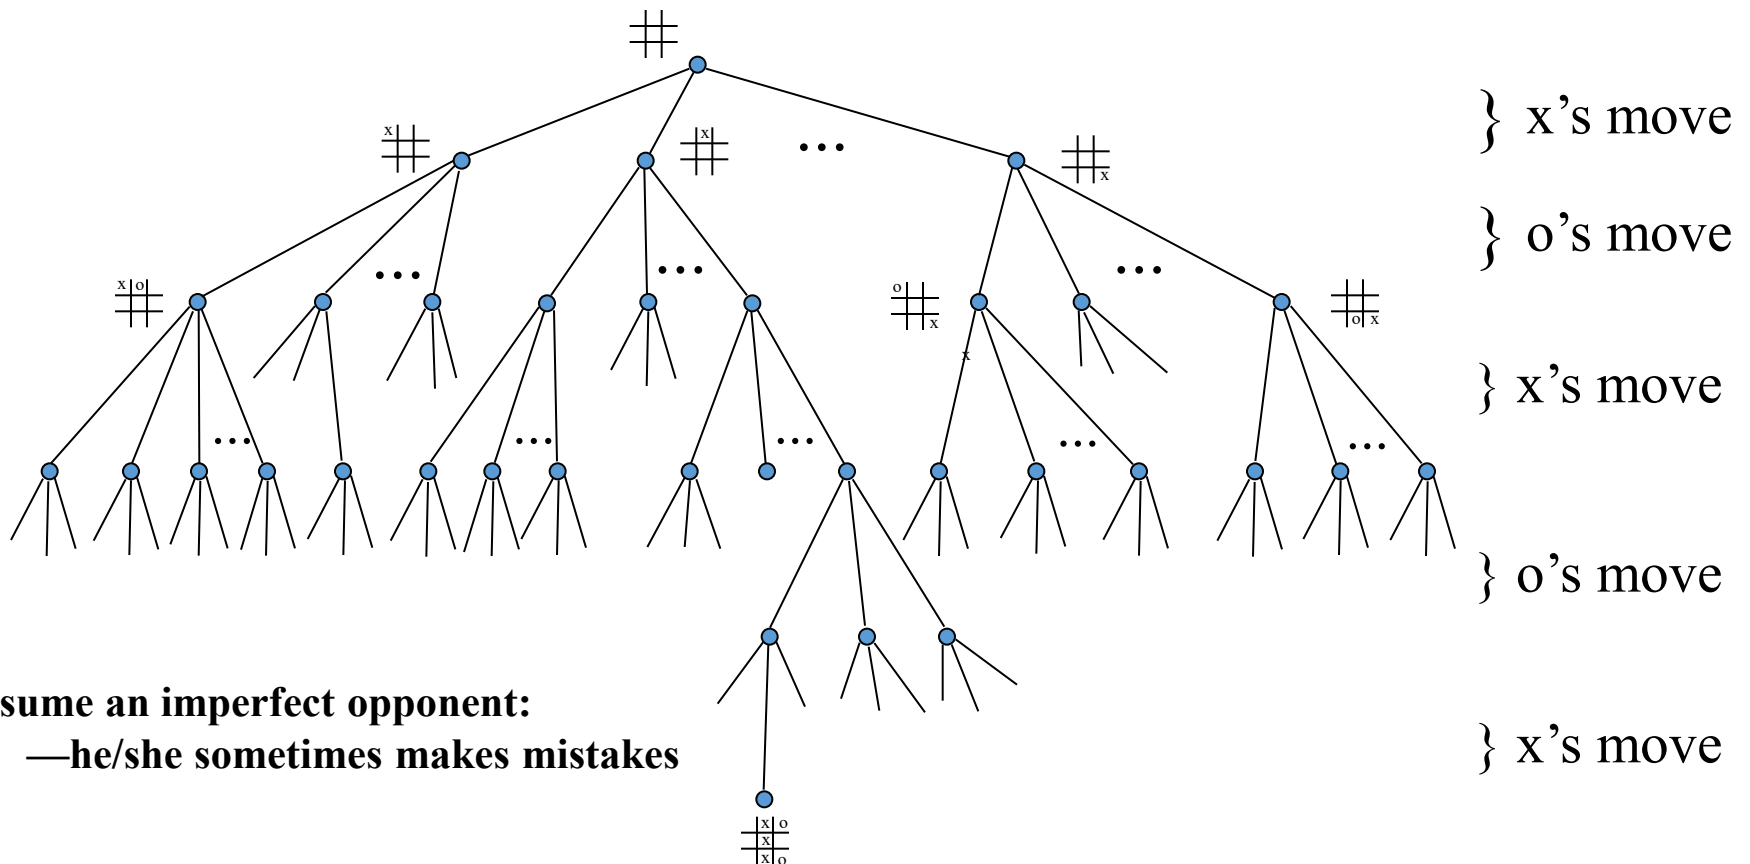 x
x
...
x
} x's move
} o's move
x o
...
...
...
o
x
o x
x
} x's move
...
...
...
...
...
} o's move
sume an imperfect opponent:
—he/she sometimes makes mistakes
} x's move
x o
x
x o